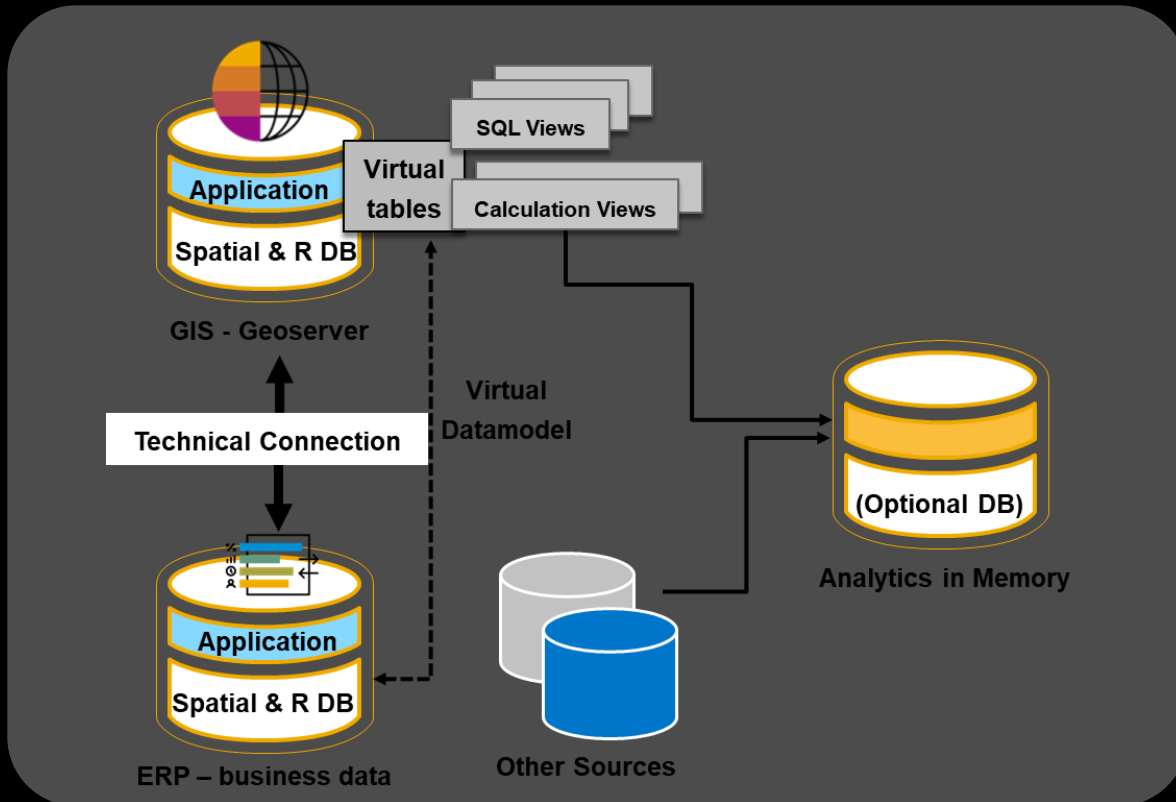 SQL Views
Virtual
tables
Application
Calculation Views
Spatial & R DB
GIS - Geoserver
Virtual
Datamodel
Technical Connection
(Optional DB)
Analytics in Memory
Application
Spatial & R DB
ERP – business data
Other Sources